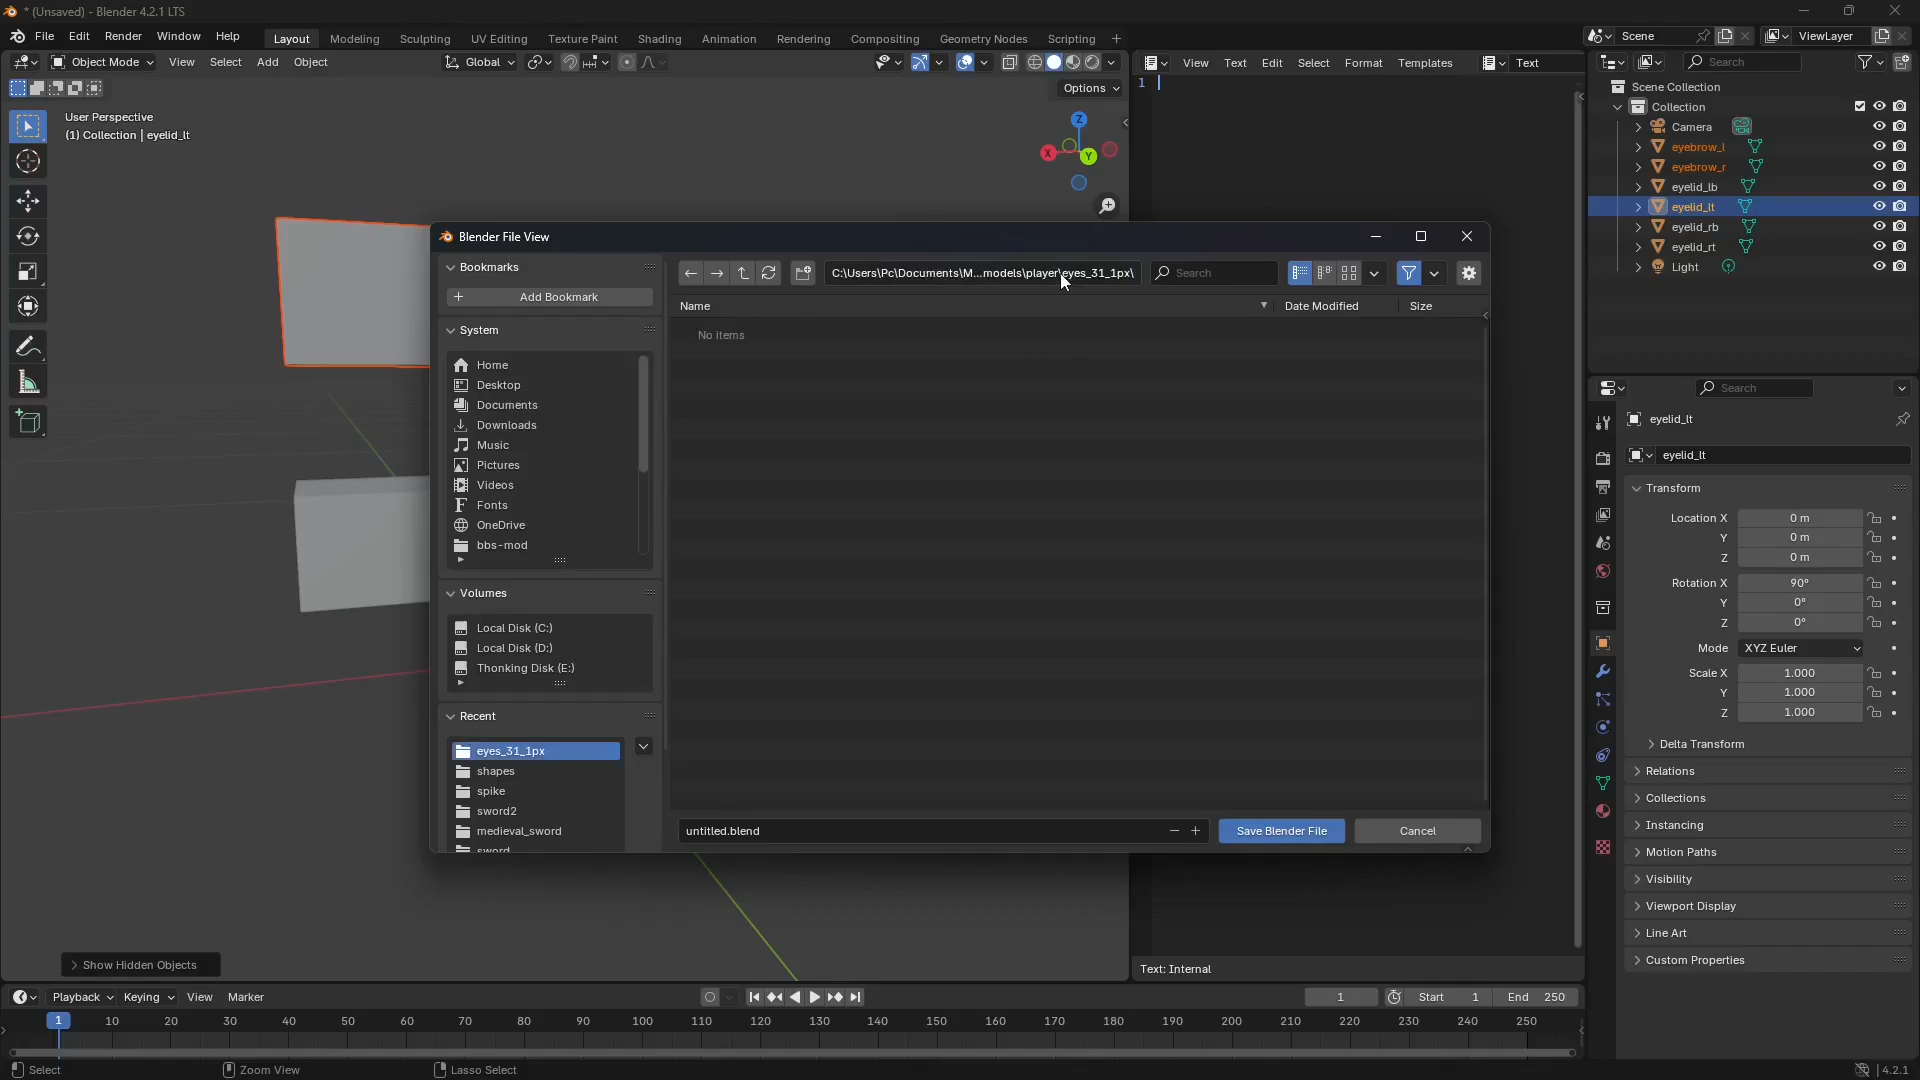 * (Unsaved) - Blender 4.2.1 LTS
File Edit Render Window Help
Layout Modeling Sculpting UV Editing Texture Paint Shading Animation Rendering Compositing Geometry Nodes Scripting +
Scene
ViewLayer
Object Mode View Select Add Object
Global
View Text Edit Select Format Templates
Text
Search
Options
1
User Perspective
(1) Collection | eyelid_lt
Z
X
Y
Scene Collection
Collection
Camera
eyebrow_l
eyebrow_r
eyelid_lb
eyelid_lt
eyelid_rb
eyelid_rt
Light
Blender File View
Bookmarks
Add Bookmark
System
Home
Desktop
Documents
Downloads
Music
Pictures
Videos
Fonts
OneDrive
bbs-mod
Volumes
Local Disk (C:)
Local Disk (D:)
Thonking Disk (E:)
Recent
eyes_31_1px
shapes
spike
sword2
medieval_sword
sword
C:\Users\Pc\Documents\M...models\player\eyes_31_1px\
Search
Name Date Modified Size
No items
untitled.blend
Save Blender File
Cancel
Search
eyelid_lt
eyelid_lt
Transform
Location X 0 m
Y 0 m
Z 0 m
Rotation X 90°
Y 0°
Z 0°
Mode XYZ Euler
Scale X 1.000
Y 1.000
Z 1.000
Delta Transform
Relations
Collections
Instancing
Motion Paths
Visibility
Viewport Display
Line Art
Custom Properties
Show Hidden Objects
Text: Internal
Playback Keying View Marker
1 Start 1 End 250
1 10 20 30 40 50 60 70 80 90 100 110 120 130 140 150 160 170 180 190 200 210 220 230 240 250
Select Zoom View Lasso Select
4.2.1